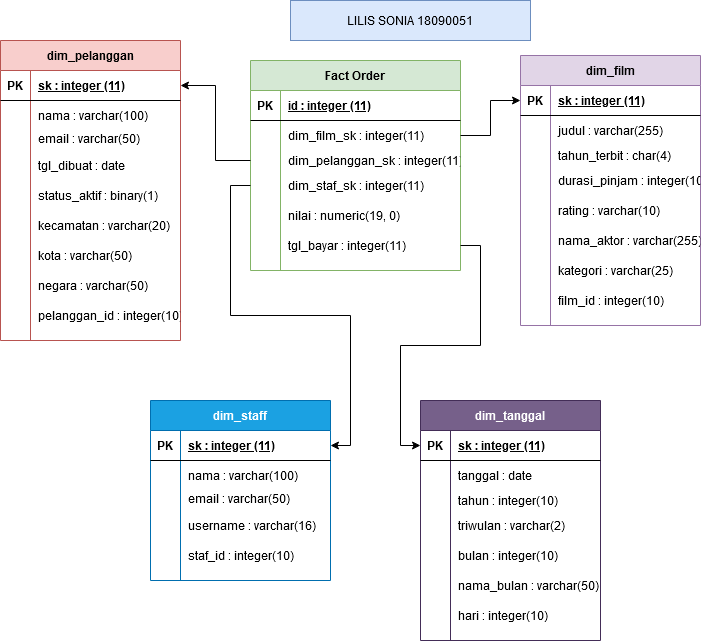 LILIS SONIA 18090051
dim_pelanggan
PK sk : integer (11)
nama : varchar(100)
email : varchar(50)
tgl_dibuat : date
status_aktif : binary(1)
kecamatan : varchar(20)
kota : varchar(50)
negara : varchar(50)
pelanggan_id : integer(10
Fact Order
PK id : integer (11)
dim_film_sk : integer(11)
dim_pelanggan_sk : integer(11
dim_staf_sk : integer(11)
nilai : numeric(19, 0)
tgl_bayar : integer(11)
dim_film
PK sk : integer (11)
judul : varchar(255)
tahun_terbit : char(4)
durasi_pinjam : integer(10
rating : varchar(10)
nama_aktor : varchar(255)
kategori : varchar(25)
film_id : integer(10)
dim_staff
PK sk : integer (11)
nama : varchar(100)
email : varchar(50)
username : varchar(16)
staf_id : integer(10)
dim_tanggal
PK sk : integer (11)
tanggal : date
tahun : integer(10)
triwulan : varchar(2)
bulan : integer(10)
nama_bulan : varchar(50)
hari : integer(10)